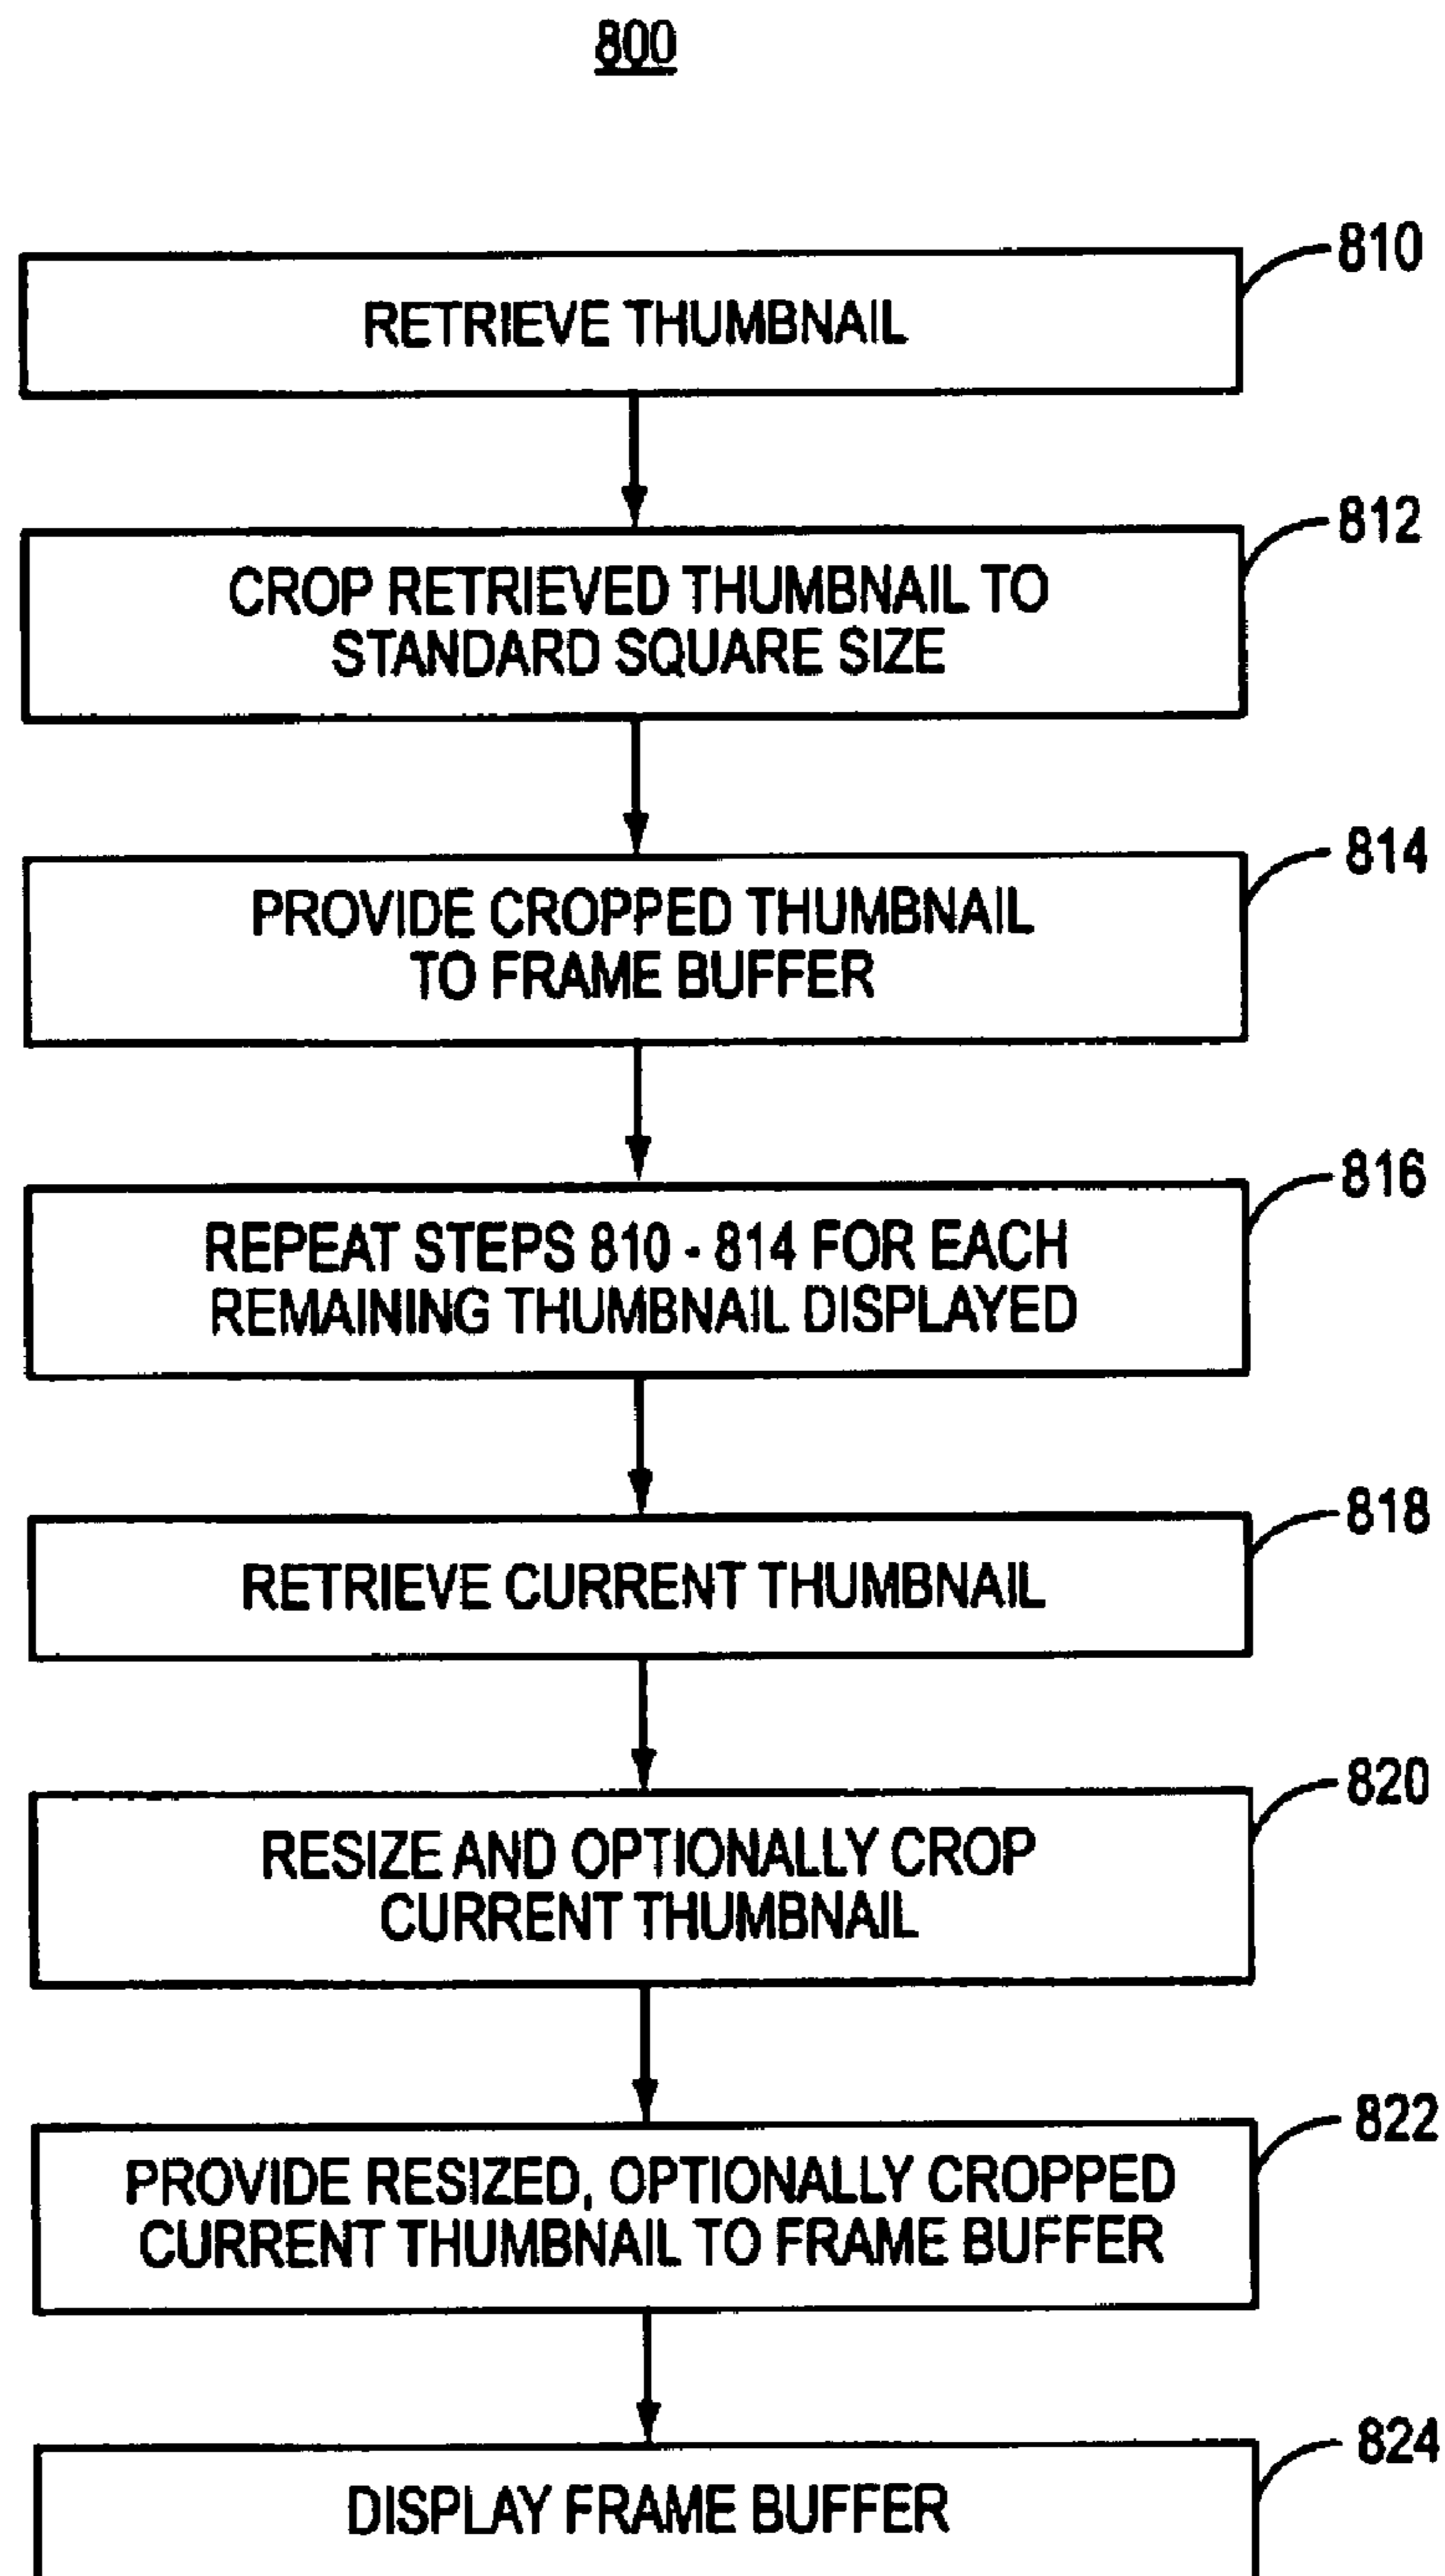 800
810
RETRIEVE THUMBNAIL
812
CROP RETRIEVED THUMBNAIL TO
STANDARD SQUARE SIZE
814
PROVIDE CROPPED THUMBNAIL
TO FRAME BUFFER
816
REPEAT STEPS 810 - 814 FOR EACH
REMAINING THUMBNAIL DISPLAYED
818
RETRIEVE CURRENT THUMBNAIL
820
RESIZE AND OPTIONALLY CROP
CURRENT THUMBNAIL
822
PROVIDE RESIZED, OPTIONALLY CROPPED
CURRENT THUMBNAIL TO FRAME BUFFER
824
DISPLAY FRAME BUFFER